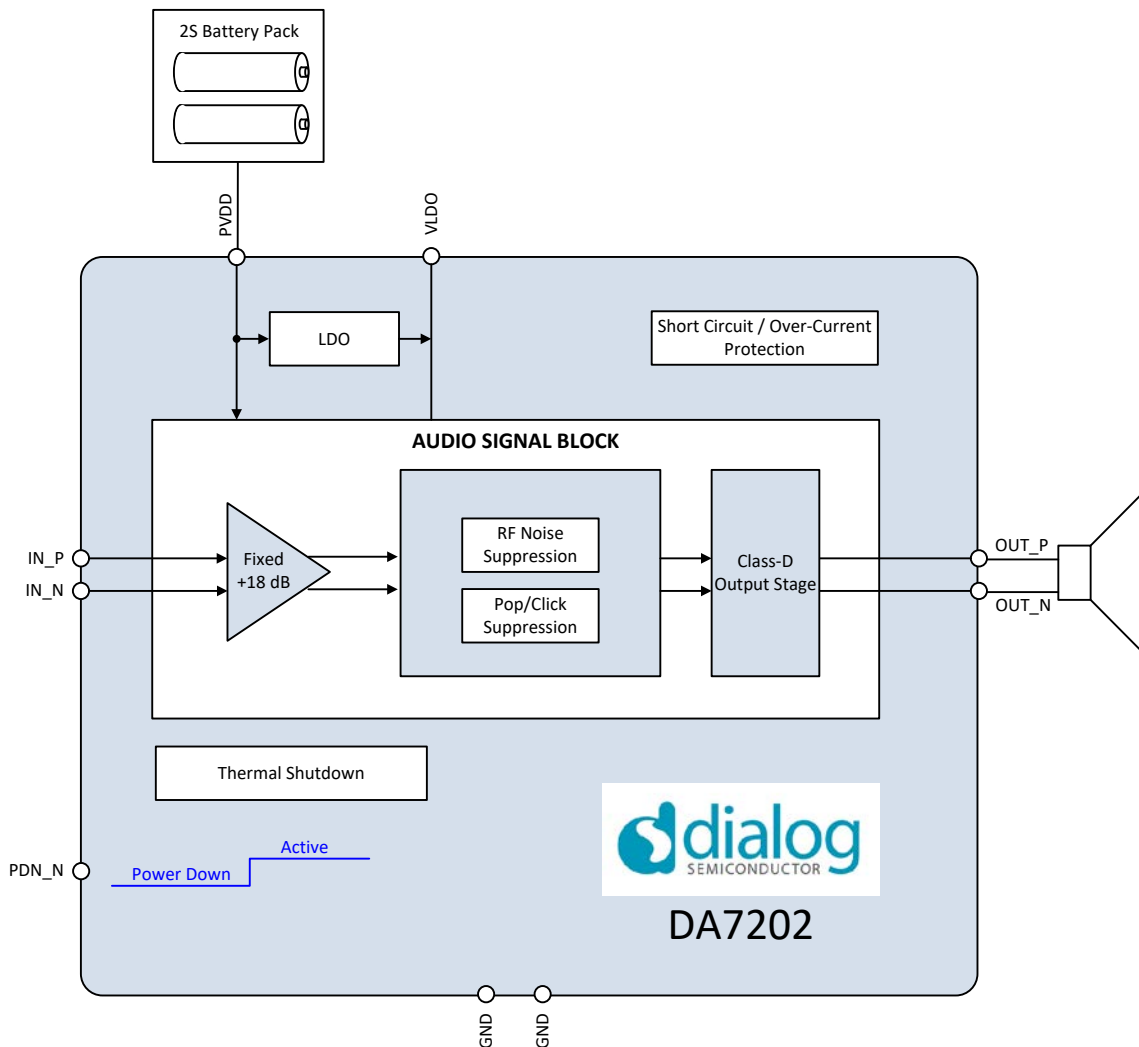 2S Battery Pack
PVDD
VLDO
LDO
Short Circuit / Over-Current
Protection
AUDIO SIGNAL BLOCK
IN_P
IN_N
Fixed
+18 dB
RF Noise
Suppression
Pop/Click
Suppression
Class-D
Output Stage
OUT_P
OUT_N
Thermal Shutdown
PDN_N
Power Down
Active
dialog
SEMICONDUCTOR
DA7202
GND
GND